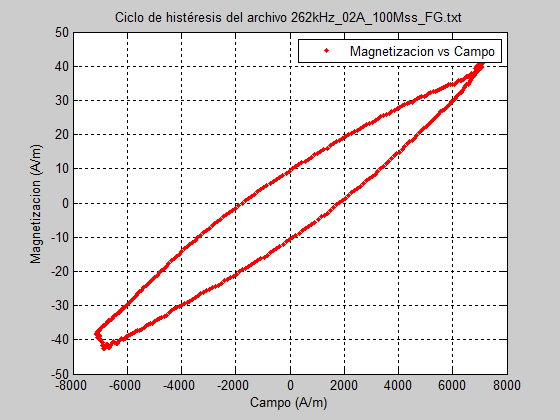 Ciclo de histéresis del archivo 262kHz_02A_100Mss_FG.txt
Magnetizacion vs Campo
50
40
30
20
10
0
-10
-20
-30
-40
-50
Magnetizacion (A/m)
-8000 -6000 -4000 -2000 0 2000 4000 6000 8000
Campo (A/m)